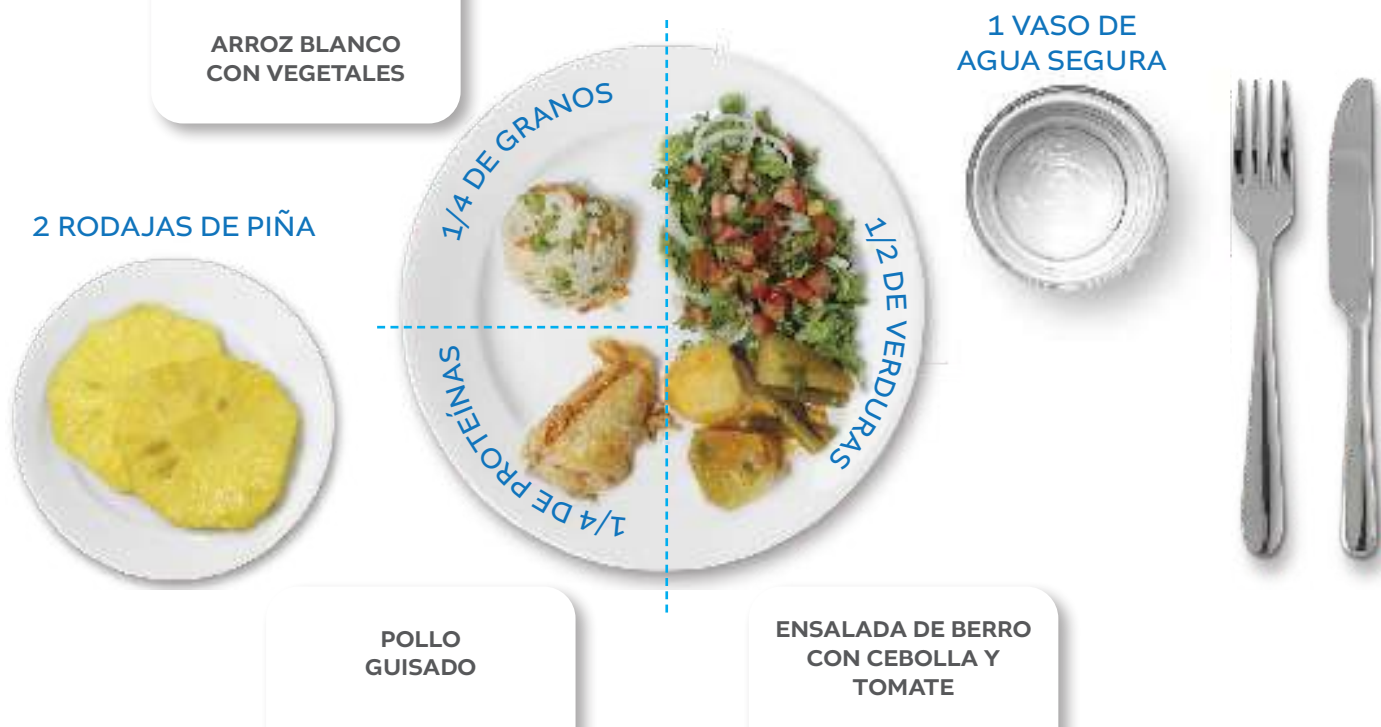 ARROZ BLANCO
CON VEGETALES
1 VASO DE
AGUA SEGURA
1/4 DE GRANOS
2 RODAJAS DE PIÑA
1/2 DE VERDURAS
1/4 DE PROTEÍNAS
POLLO
GUISADO
ENSALADA DE BERRO
CON CEBOLLA Y
TOMATE